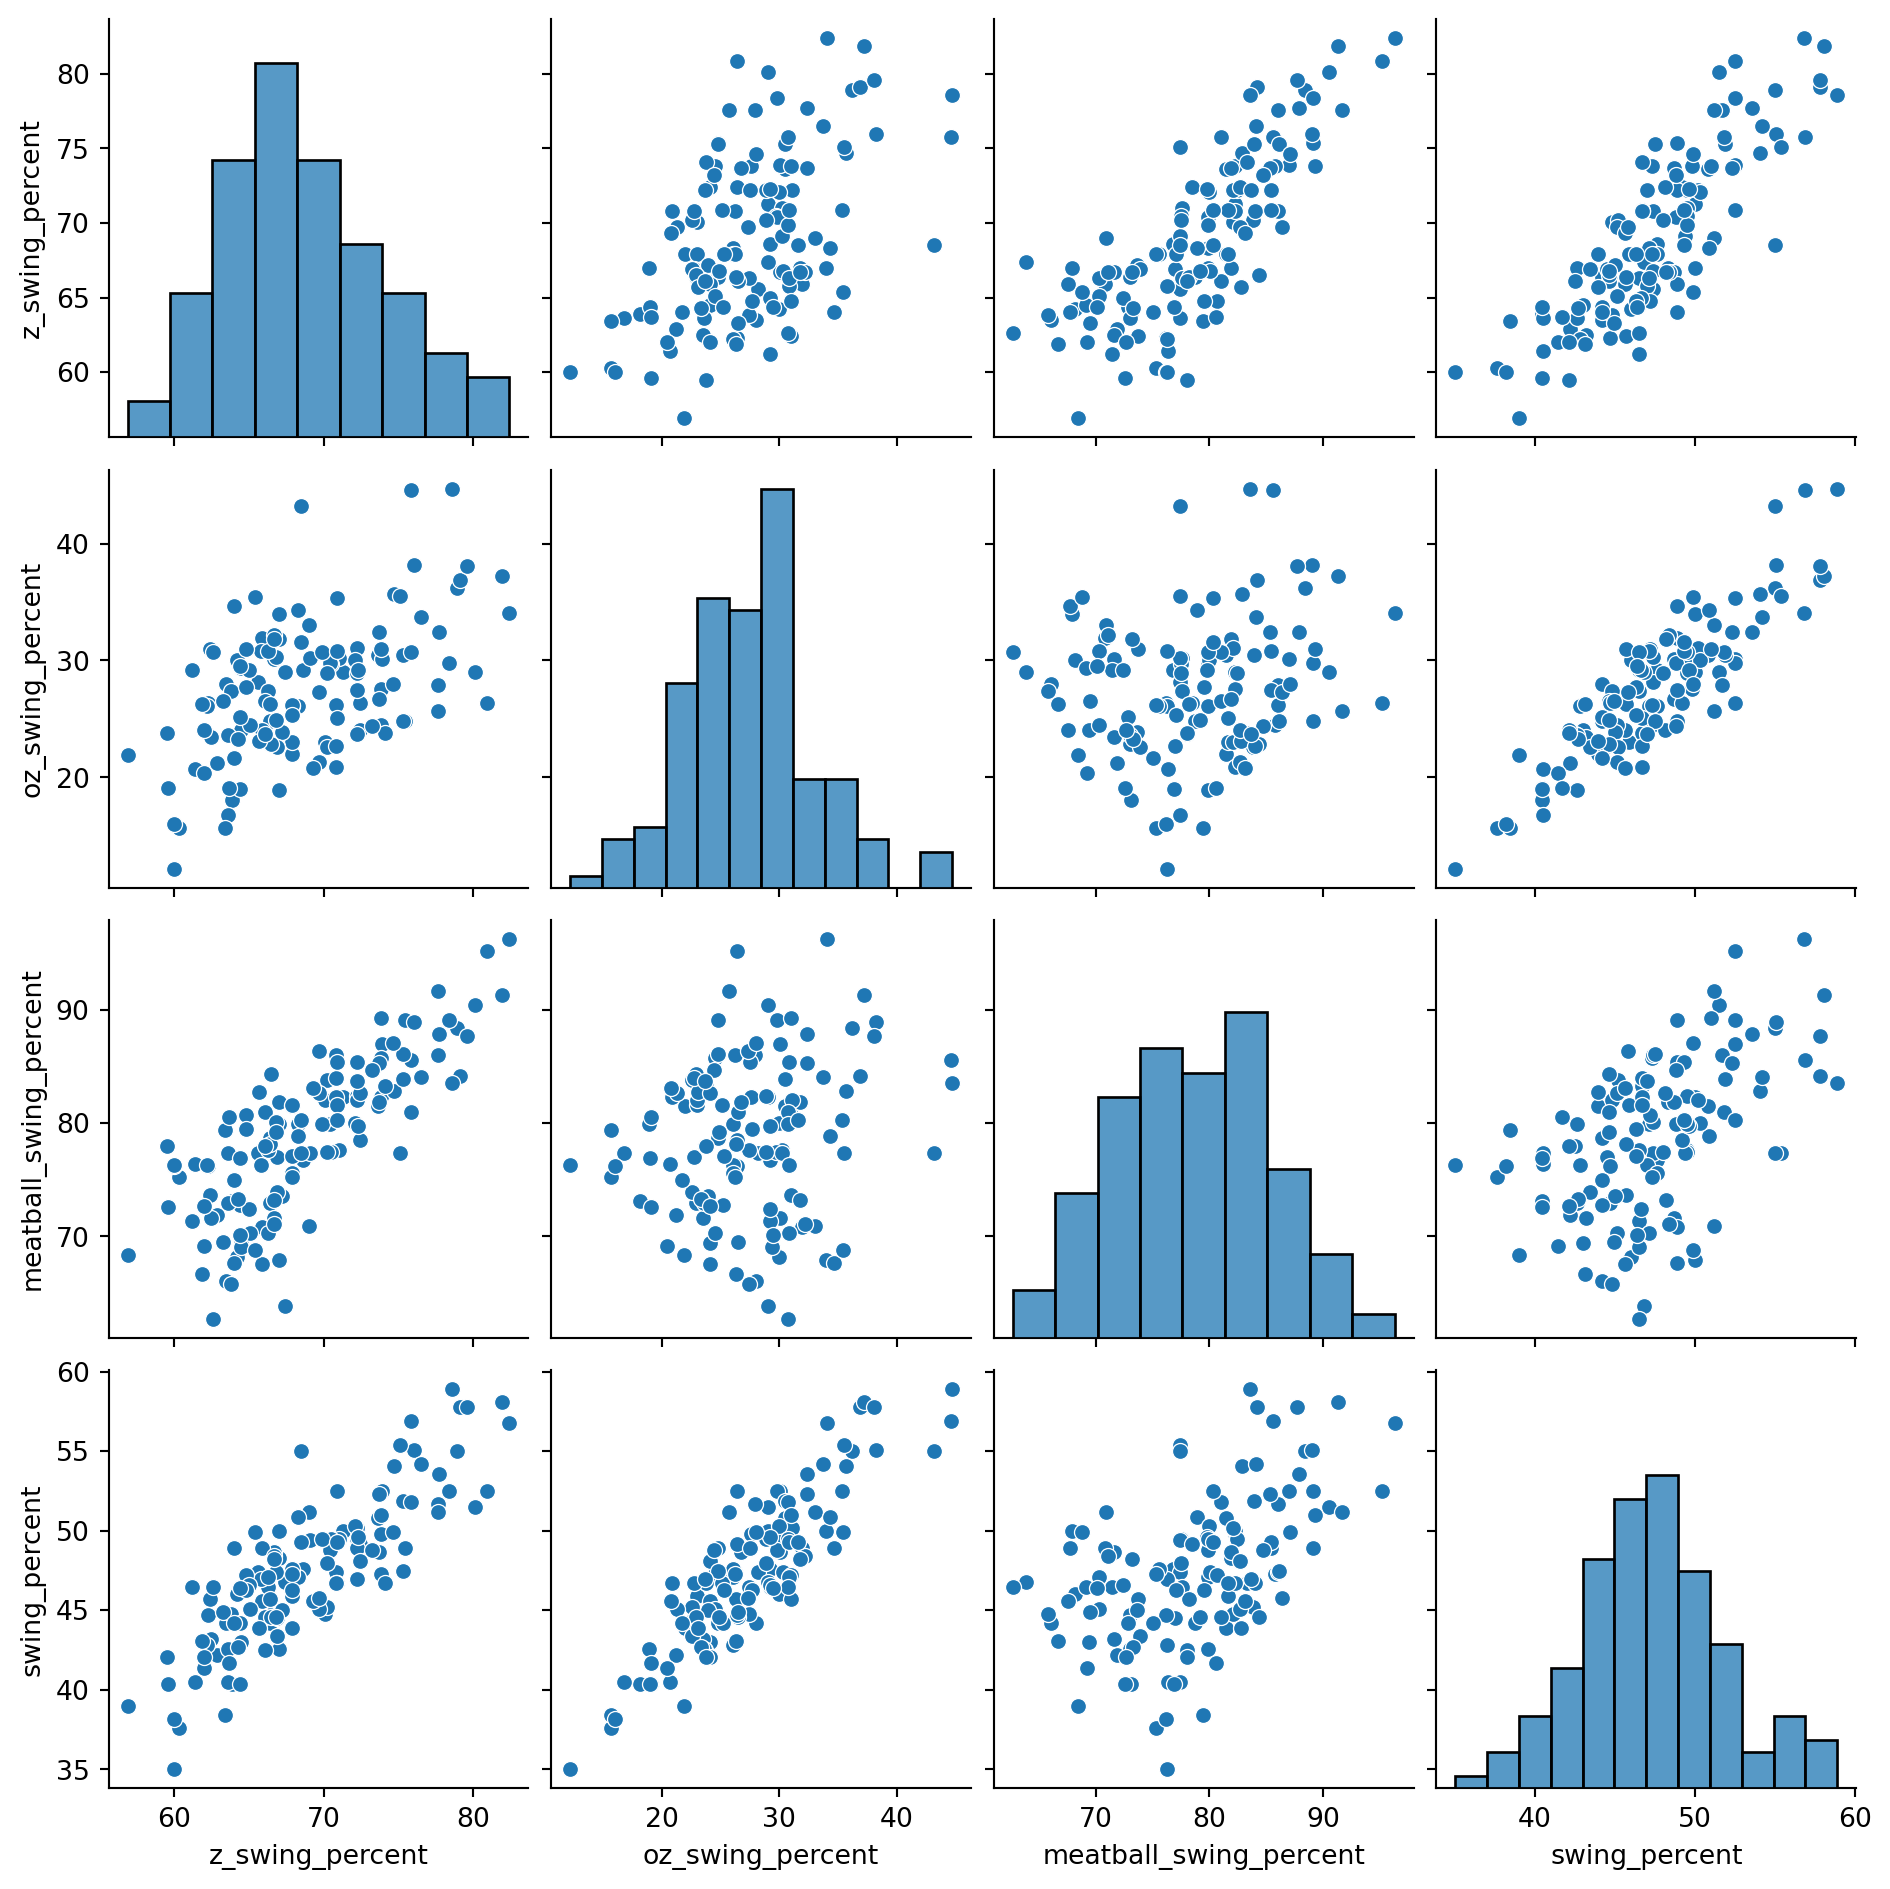 80
75
70
65
60
z_swing_percent
40
30
20
oz_swing_percent
90
80
70
meatball_swing_percent
60
55
50
45
40
35
swing_percent
60 70 80 20 30 40 70 80 90 40 50 60
z_swing_percent oz_swing_percent meatball_swing_percent swing_percent